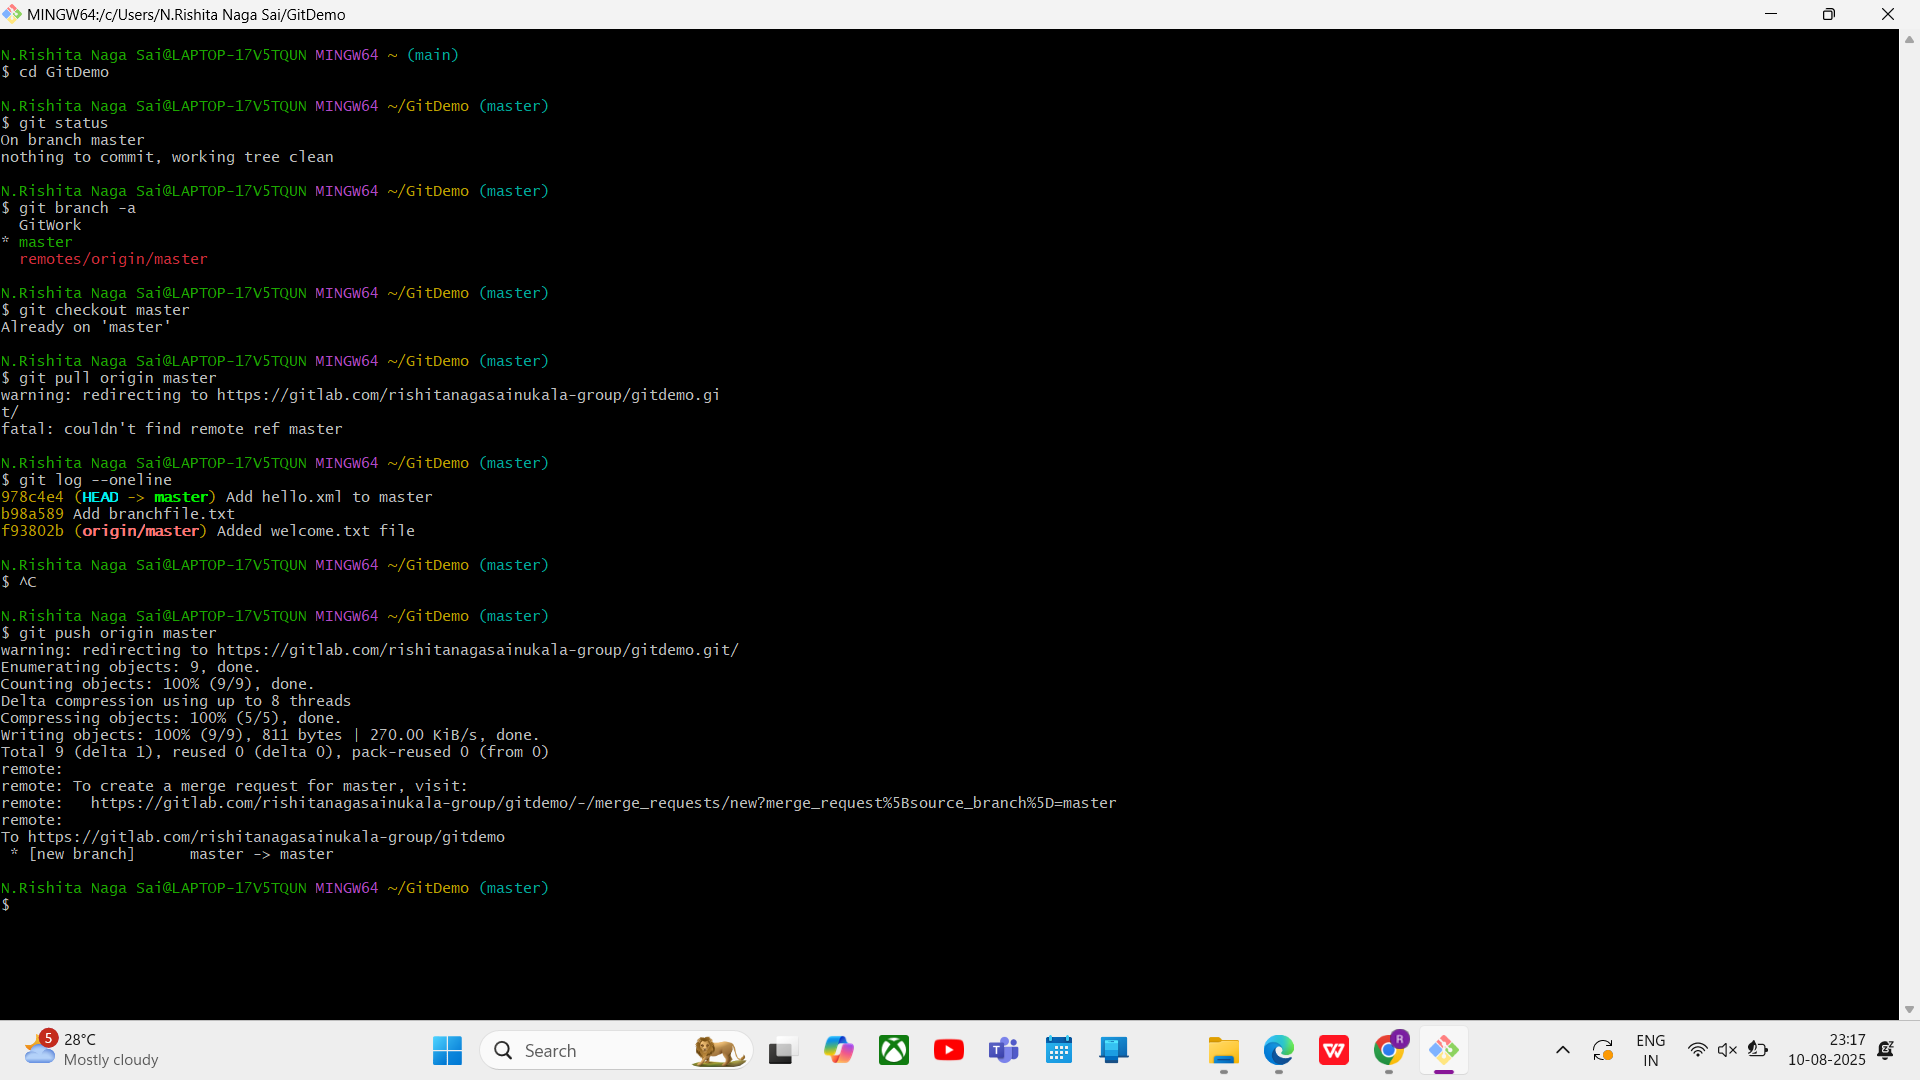 MINGW64:/c/Users/N.Rishita Naga Sai/GitDemo
N.Rishita Naga Sai@LAPTOP-17V5TQUN MINGW64 ~ (main)
$ cd GitDemo
N.Rishita Naga Sai@LAPTOP-17V5TQUN MINGW64 ~/GitDemo (master)
$ git status
On branch master
nothing to commit, working tree clean
N.Rishita Naga Sai@LAPTOP-17V5TQUN MINGW64 ~/GitDemo (master)
$ git branch -a
  GitWork
* master
  remotes/origin/master
N.Rishita Naga Sai@LAPTOP-17V5TQUN MINGW64 ~/GitDemo (master)
$ git checkout master
Already on 'master'
N.Rishita Naga Sai@LAPTOP-17V5TQUN MINGW64 ~/GitDemo (master)
$ git pull origin master
warning: redirecting to https://gitlab.com/rishitanagasainukala-group/gitdemo.gi
t/
fatal: couldn't find remote ref master
N.Rishita Naga Sai@LAPTOP-17V5TQUN MINGW64 ~/GitDemo (master)
$ git log --oneline
978c4e4 (HEAD -> master) Add hello.xml to master
b98a589 Add branchfile.txt
f93802b (origin/master) Added welcome.txt file
N.Rishita Naga Sai@LAPTOP-17V5TQUN MINGW64 ~/GitDemo (master)
$ ^C
N.Rishita Naga Sai@LAPTOP-17V5TQUN MINGW64 ~/GitDemo (master)
$ git push origin master
warning: redirecting to https://gitlab.com/rishitanagasainukala-group/gitdemo.git/
Enumerating objects: 9, done.
Counting objects: 100% (9/9), done.
Delta compression using up to 8 threads
Compressing objects: 100% (5/5), done.
Writing objects: 100% (9/9), 811 bytes | 270.00 KiB/s, done.
Total 9 (delta 1), reused 0 (delta 0), pack-reused 0 (from 0)
remote:
remote: To create a merge request for master, visit:
remote:   https://gitlab.com/rishitanagasainukala-group/gitdemo/-/merge_requests/new?merge_request%5Bsource_branch%5D=master
remote:
To https://gitlab.com/rishitanagasainukala-group/gitdemo
 * [new branch]      master -> master
N.Rishita Naga Sai@LAPTOP-17V5TQUN MINGW64 ~/GitDemo (master)
$
5
28°C
Mostly cloudy
Search
R
ENG
IN
23:17
10-08-2025